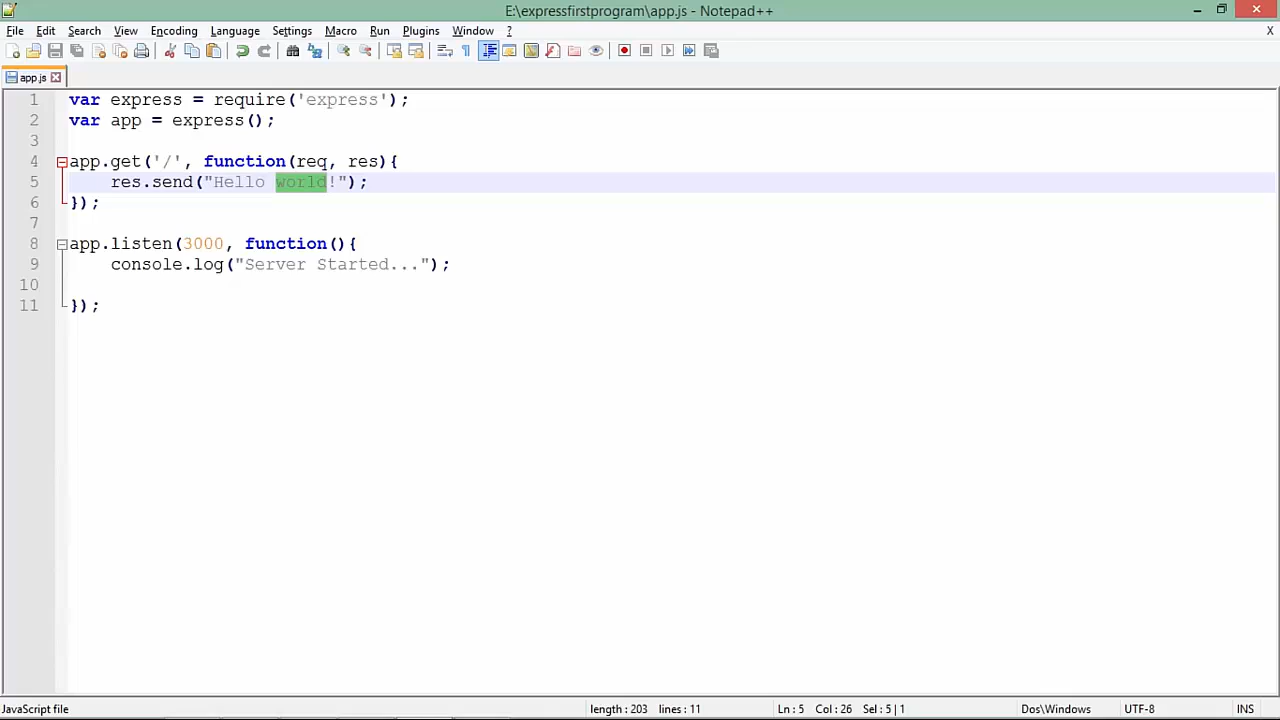 E:\expressfirstprogram\app.js - Notepad++
File Edit Search View Encoding Language Settings Macro Run Plugins Window ? X
app.js
1 var express = require('express');
2 var app = express();
3
4 app.get('/', function(req, res){
5 res.send("Hello world!");
6 });
7
8 app.listen(3000, function(){
9 console.log("Server Started...");
10
11 });
JavaScript file length : 203 lines : 11 Ln : 5 Col : 26 Sel : 5 | 1 Dos\Windows UTF-8 INS